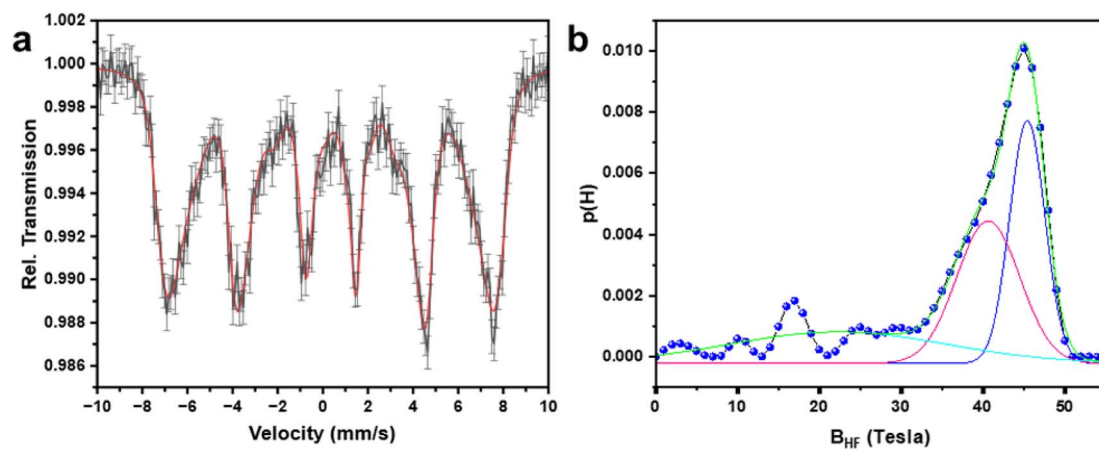 a
1.002
1.000
0.998
0.996
0.994
0.992
0.990
0.988
0.986
Rel. Transmission
−10 −8 −6 −4 −2 0 2 4 6 8 10
Velocity (mm/s)
b
0.010
0.008
0.006
0.004
0.002
0.000
p(H)
0 10 20 30 40 50
BHF (Tesla)